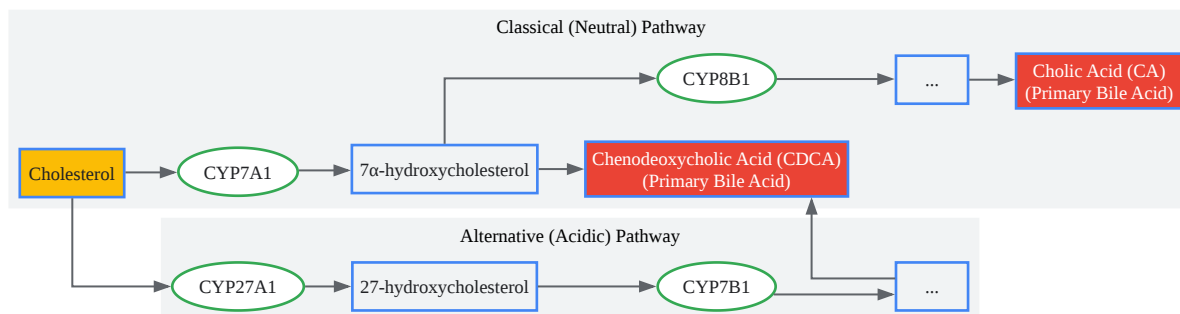 Classical (Neutral) Pathway
CYP8B1
...
Cholic Acid (CA)
(Primary Bile Acid)
Cholesterol
CYP7A1
7α-hydroxycholesterol
Chenodeoxycholic Acid (CDCA)
(Primary Bile Acid)
Alternative (Acidic) Pathway
CYP27A1
27-hydroxycholesterol
CYP7B1
...